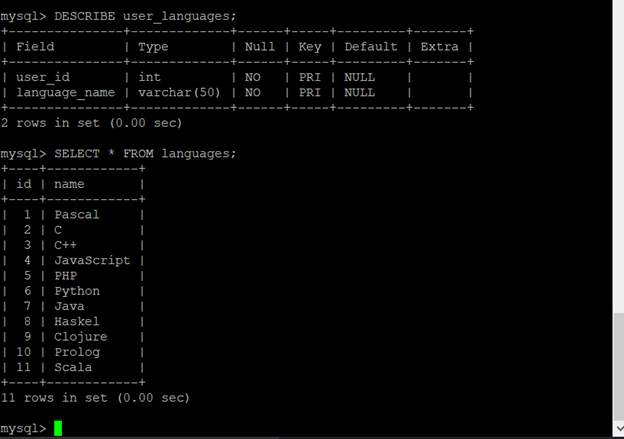 mysql> DESCRIBE user_languages;
+---------------+-------------+------+-----+---------+-------+
| Field         | Type        | Null | Key | Default | Extra |
+---------------+-------------+------+-----+---------+-------+
| user_id       | int         | NO   | PRI | NULL    |       |
| language_name | varchar(50) | NO   | PRI | NULL    |       |
+---------------+-------------+------+-----+---------+-------+
2 rows in set (0.00 sec)
mysql> SELECT * FROM languages;
+----+------------+
| id | name       |
+----+------------+
|  1 | Pascal     |
|  2 | C          |
|  3 | C++        |
|  4 | JavaScript |
|  5 | PHP        |
|  6 | Python     |
|  7 | Java       |
|  8 | Haskel     |
|  9 | Clojure    |
| 10 | Prolog     |
| 11 | Scala      |
+----+------------+
11 rows in set (0.00 sec)
mysql>